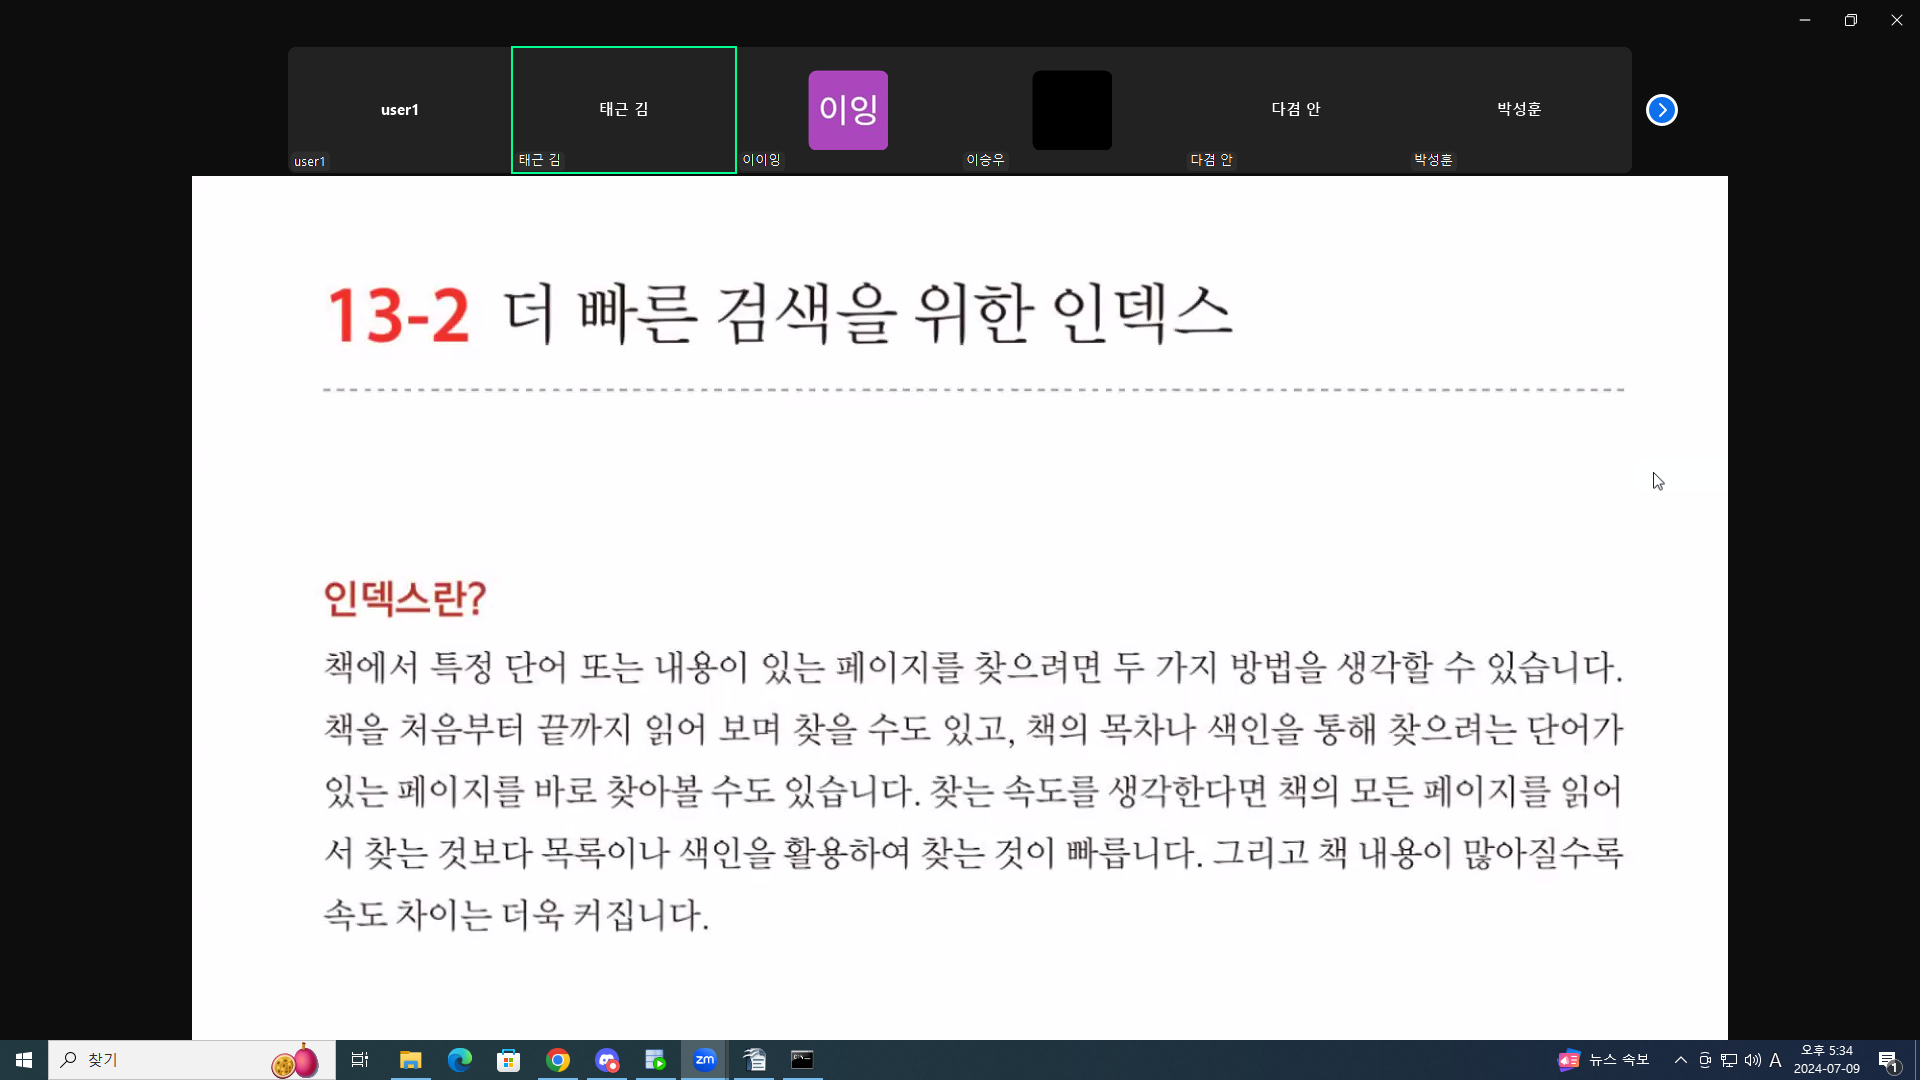 user1
태근 김
이잉
다겸 안
박성훈
user1
태근 김
이이잉
이승우
다겸 안
박성훈
13-2 더 빠른 검색을 위한 인덱스
인덱스란?
책에서 특정 단어 또는 내용이 있는 페이지를 찾으려면 두 가지 방법을 생각할 수 있습니다.
책을 처음부터 끝까지 읽어 보며 찾을 수도 있고, 책의 목차나 색인을 통해 찾으려는 단어가
있는 페이지를 바로 찾아볼 수도 있습니다. 찾는 속도를 생각한다면 책의 모든 페이지를 읽어
서 찾는 것보다 목록이나 색인을 활용하여 찾는 것이 빠릅니다. 그리고 책 내용이 많아질수록
속도 차이는 더욱 커집니다.
찾기
zm
뉴스 속보
A
오후 5:34
2024-07-09
1